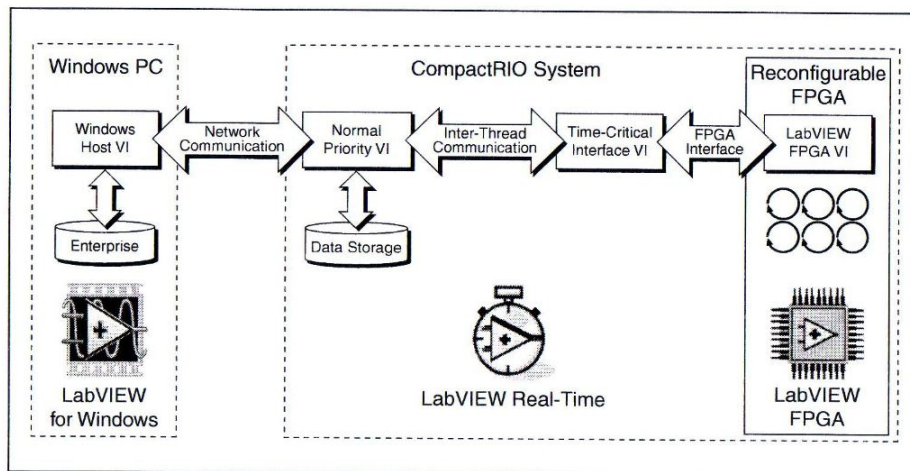 Windows PC
CompactRIO System
Reconfigurable
FPGA
Windows
Host VI
Network
Communication
Normal
Priority VI
Inter-Thread
Communication
Time-Critical
Interface VI
FPGA
Interface
LabVIEW
FPGA VI
Enterprise
Data Storage
LabVIEW
for Windows
LabVIEW Real-Time
LabVIEW
FPGA